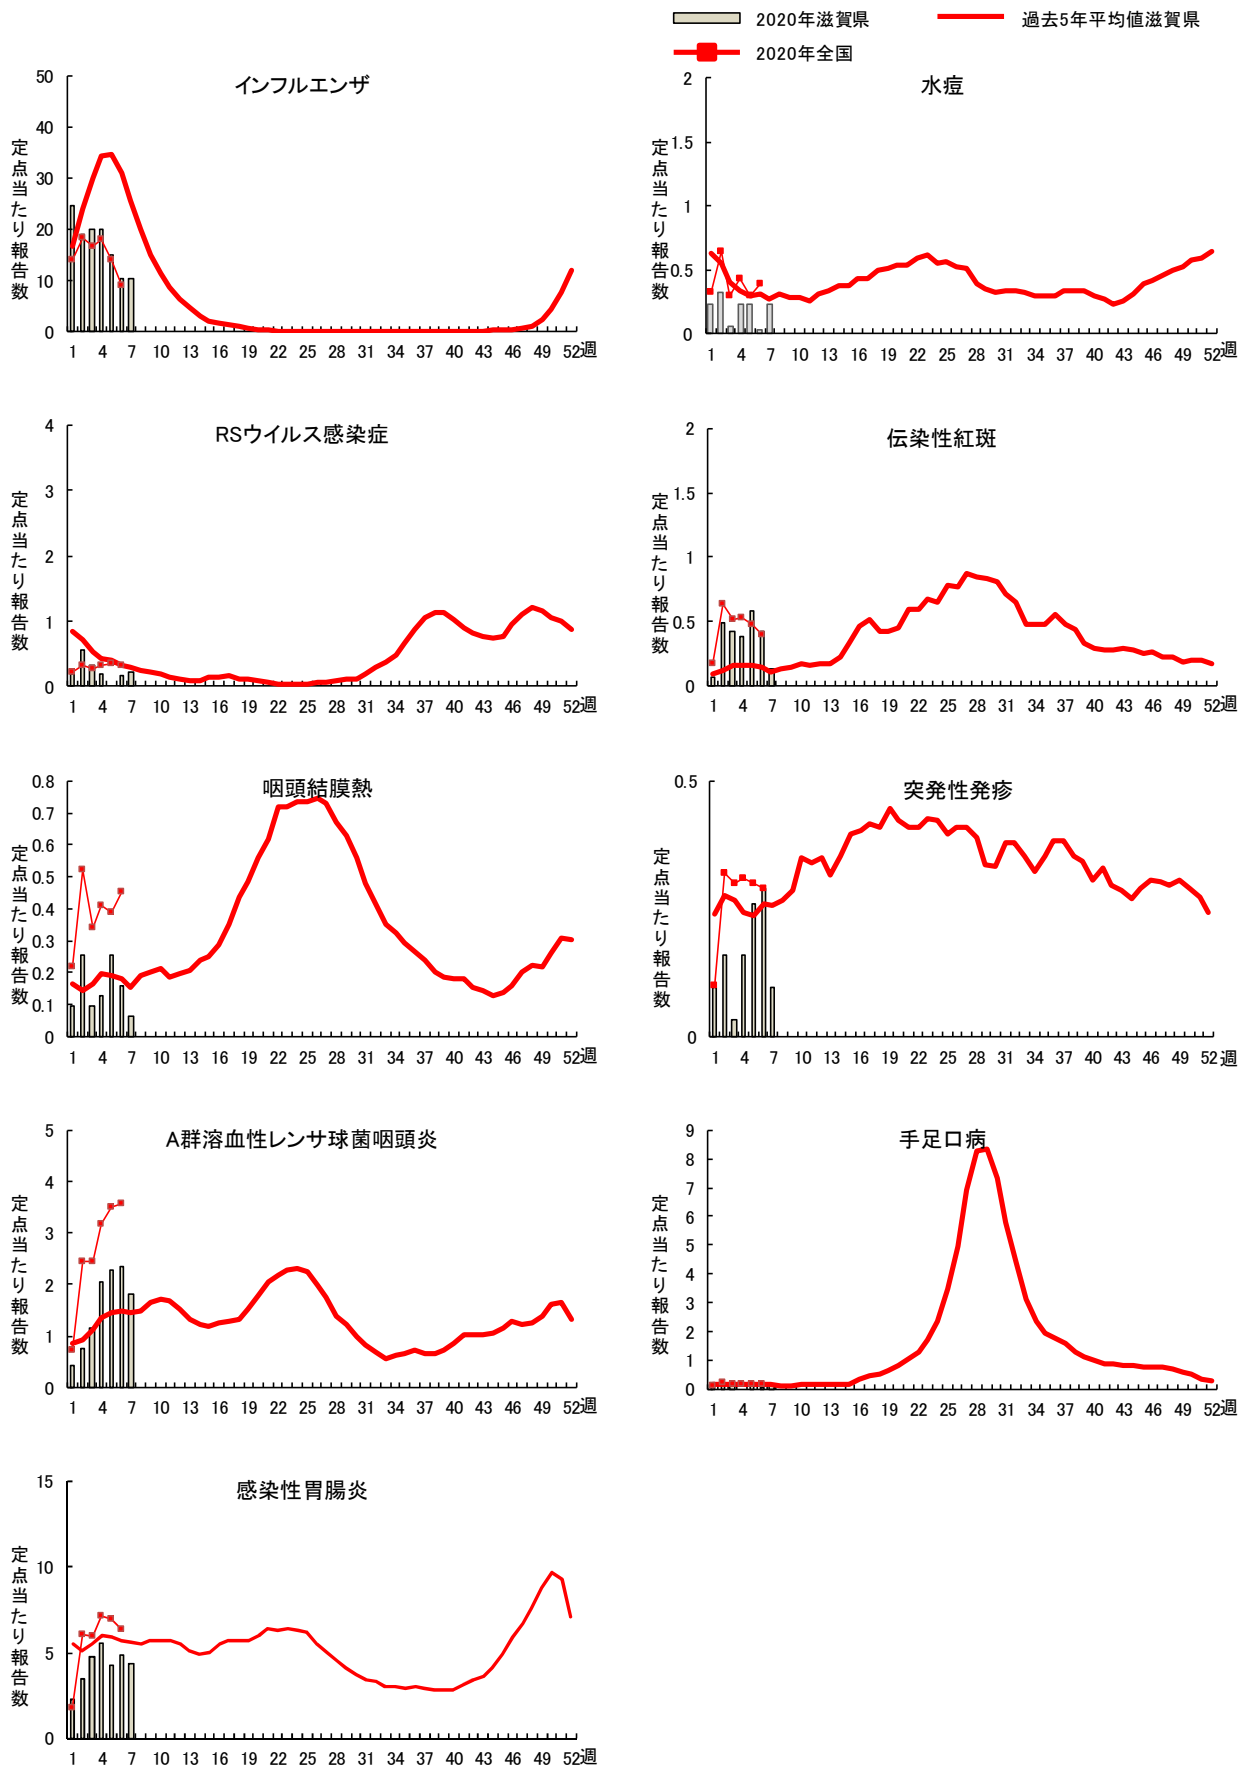 2020年滋賀県
過去5年平均値滋賀県
2020年全国
インフルエンザ
定点当たり報告数
50
40
30
20
10
0
1 4 7 10 13 16 19 22 25 28 31 34 37 40 43 46 49 52週
水痘
定点当たり報告数
2
1.5
1
0.5
0
1 4 7 10 13 16 19 22 25 28 31 34 37 40 43 46 49 52週
RSウイルス感染症
定点当たり報告数
4
3
2
1
0
1 4 7 10 13 16 19 22 25 28 31 34 37 40 43 46 49 52週
伝染性紅斑
定点当たり報告数
2
1.5
1
0.5
0
1 4 7 10 13 16 19 22 25 28 31 34 37 40 43 46 49 52週
咽頭結膜熱
定点当たり報告数
0.8
0.7
0.6
0.5
0.4
0.3
0.2
0.1
0
1 4 7 10 13 16 19 22 25 28 31 34 37 40 43 46 49 52週
突発性発疹
定点当たり報告数
0.5
0
1 4 7 10 13 16 19 22 25 28 31 34 37 40 43 46 49 52週
A群溶血性レンサ球菌咽頭炎
定点当たり報告数
5
4
3
2
1
0
1 4 7 10 13 16 19 22 25 28 31 34 37 40 43 46 49 52週
手足口病
定点当たり報告数
9
8
7
6
5
4
3
2
1
0
1 4 7 10 13 16 19 22 25 28 31 34 37 40 43 46 49 52週
感染性胃腸炎
定点当たり報告数
15
10
5
0
1 4 7 10 13 16 19 22 25 28 31 34 37 40 43 46 49 52週